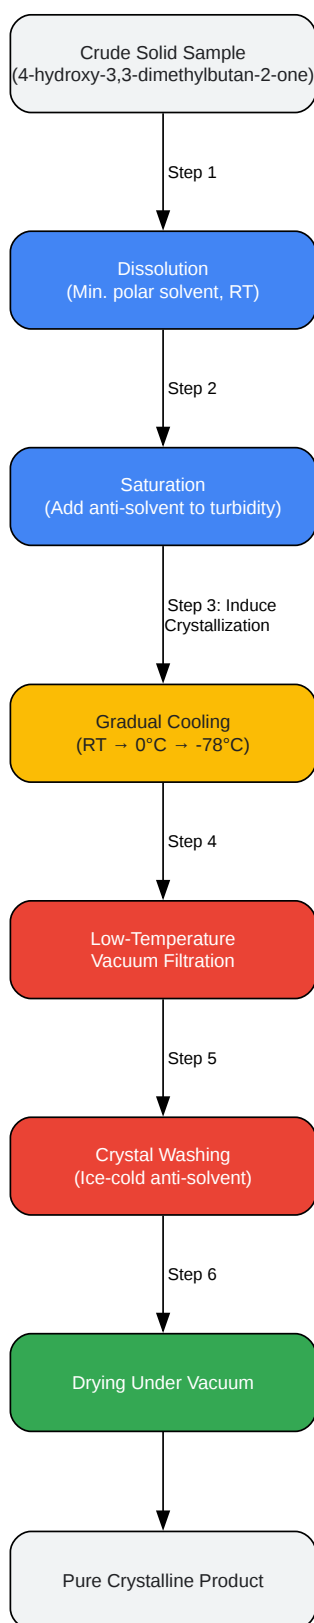 Crude Solid Sample
(4-hydroxy-3,3-dimethylbutan-2-one)
Step 1
Dissolution
(Min. polar solvent, RT)
Step 2
Saturation
(Add anti-solvent to turbidity)
Step 3: Induce
Crystallization
Gradual Cooling
(RT → 0°C → -78°C)
Step 4
Low-Temperature
Vacuum Filtration
Step 5
Crystal Washing
(Ice-cold anti-solvent)
Step 6
Drying Under Vacuum
Pure Crystalline Product